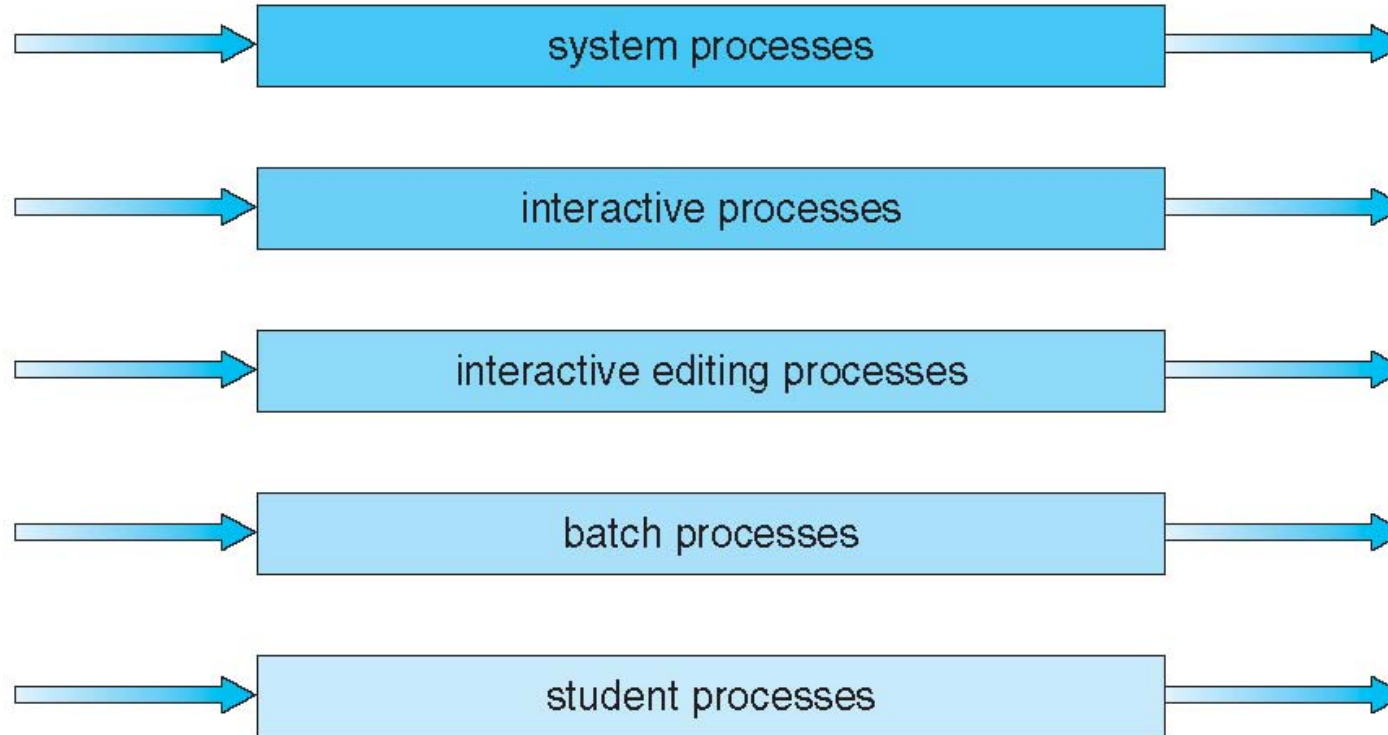 system processes
interactive processes
interactive editing processes
batch processes
student processes